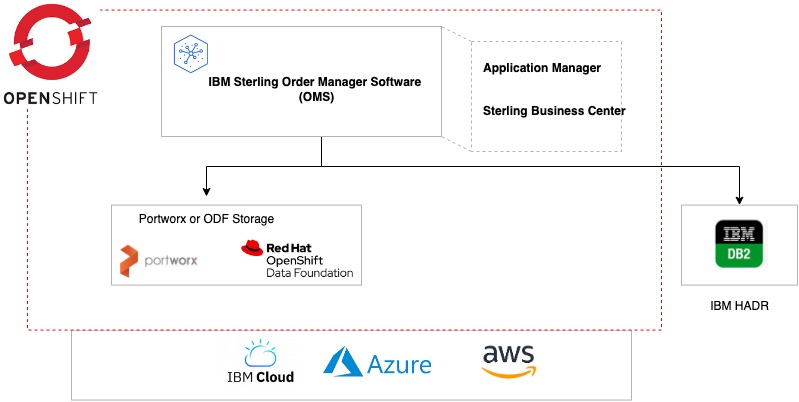 OPENSHIFT
IBM Sterling Order Manager Software
(OMS)
Application Manager
Sterling Business Center
Portworx or ODF Storage
portworx
Red Hat
OpenShift
Data Foundation
IBM
DB2
IBM HADR
IBM Cloud
Azure
aws